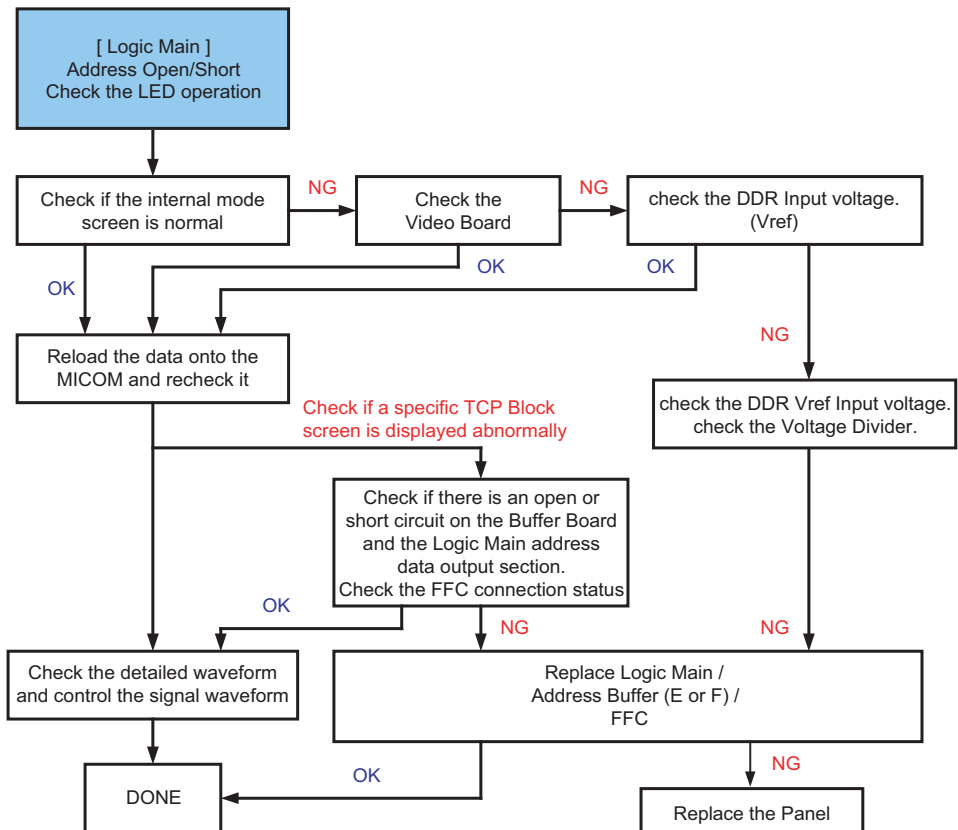 [ Logic Main ]
Address Open/Short
Check the LED operation
Check if the internal mode
screen is normal
NG
Check the
Video Board
NG
check the DDR Input voltage.
(Vref)
OK
OK
OK
NG
Reload the data onto the
MICOM and recheck it
Check if a specific TCP Block
screen is displayed abnormally
check the DDR Vref Input voltage.
check the Voltage Divider.
Check if there is an open or
short circuit on the Buffer Board
and the Logic Main address
data output section.
Check the FFC connection status
OK
NG
NG
Check the detailed waveform
and control the signal waveform
Replace Logic Main /
Address Buffer (E or F) /
FFC
OK
NG
DONE
Replace the Panel